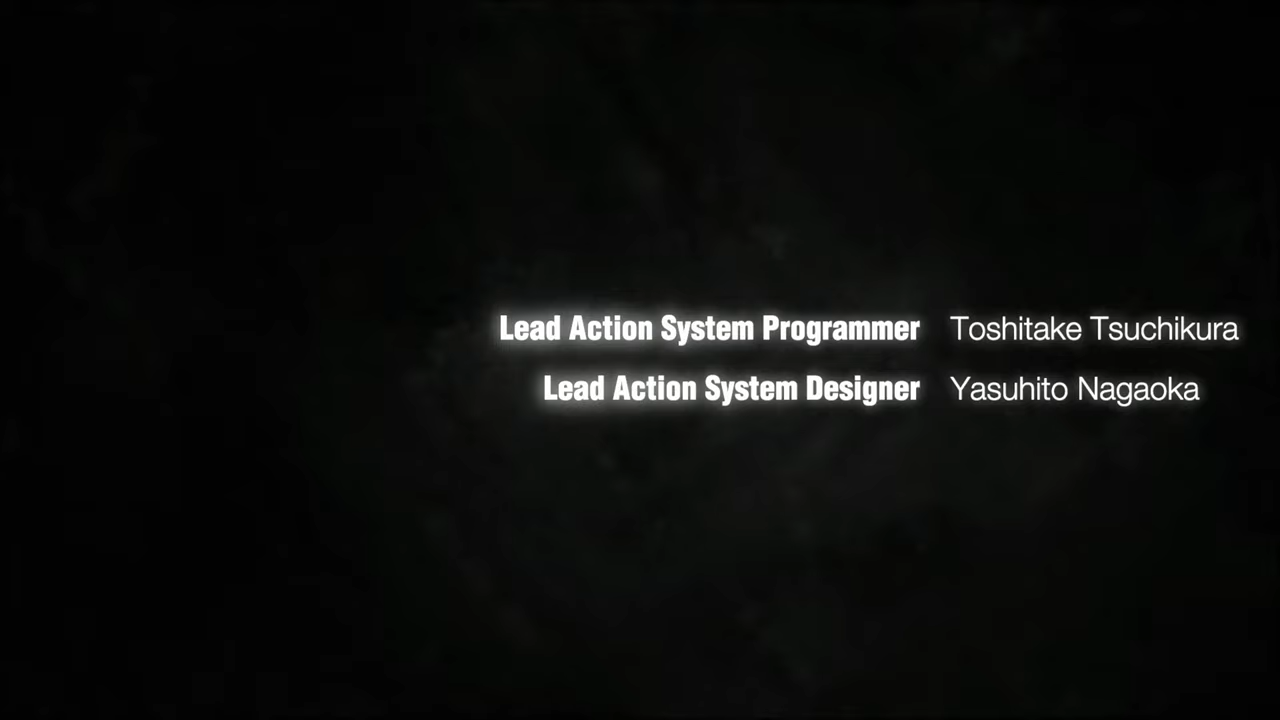 Lead Action System Programmer Toshitake Tsuchikura
Lead Action System Designer Yasuhito Nagaoka